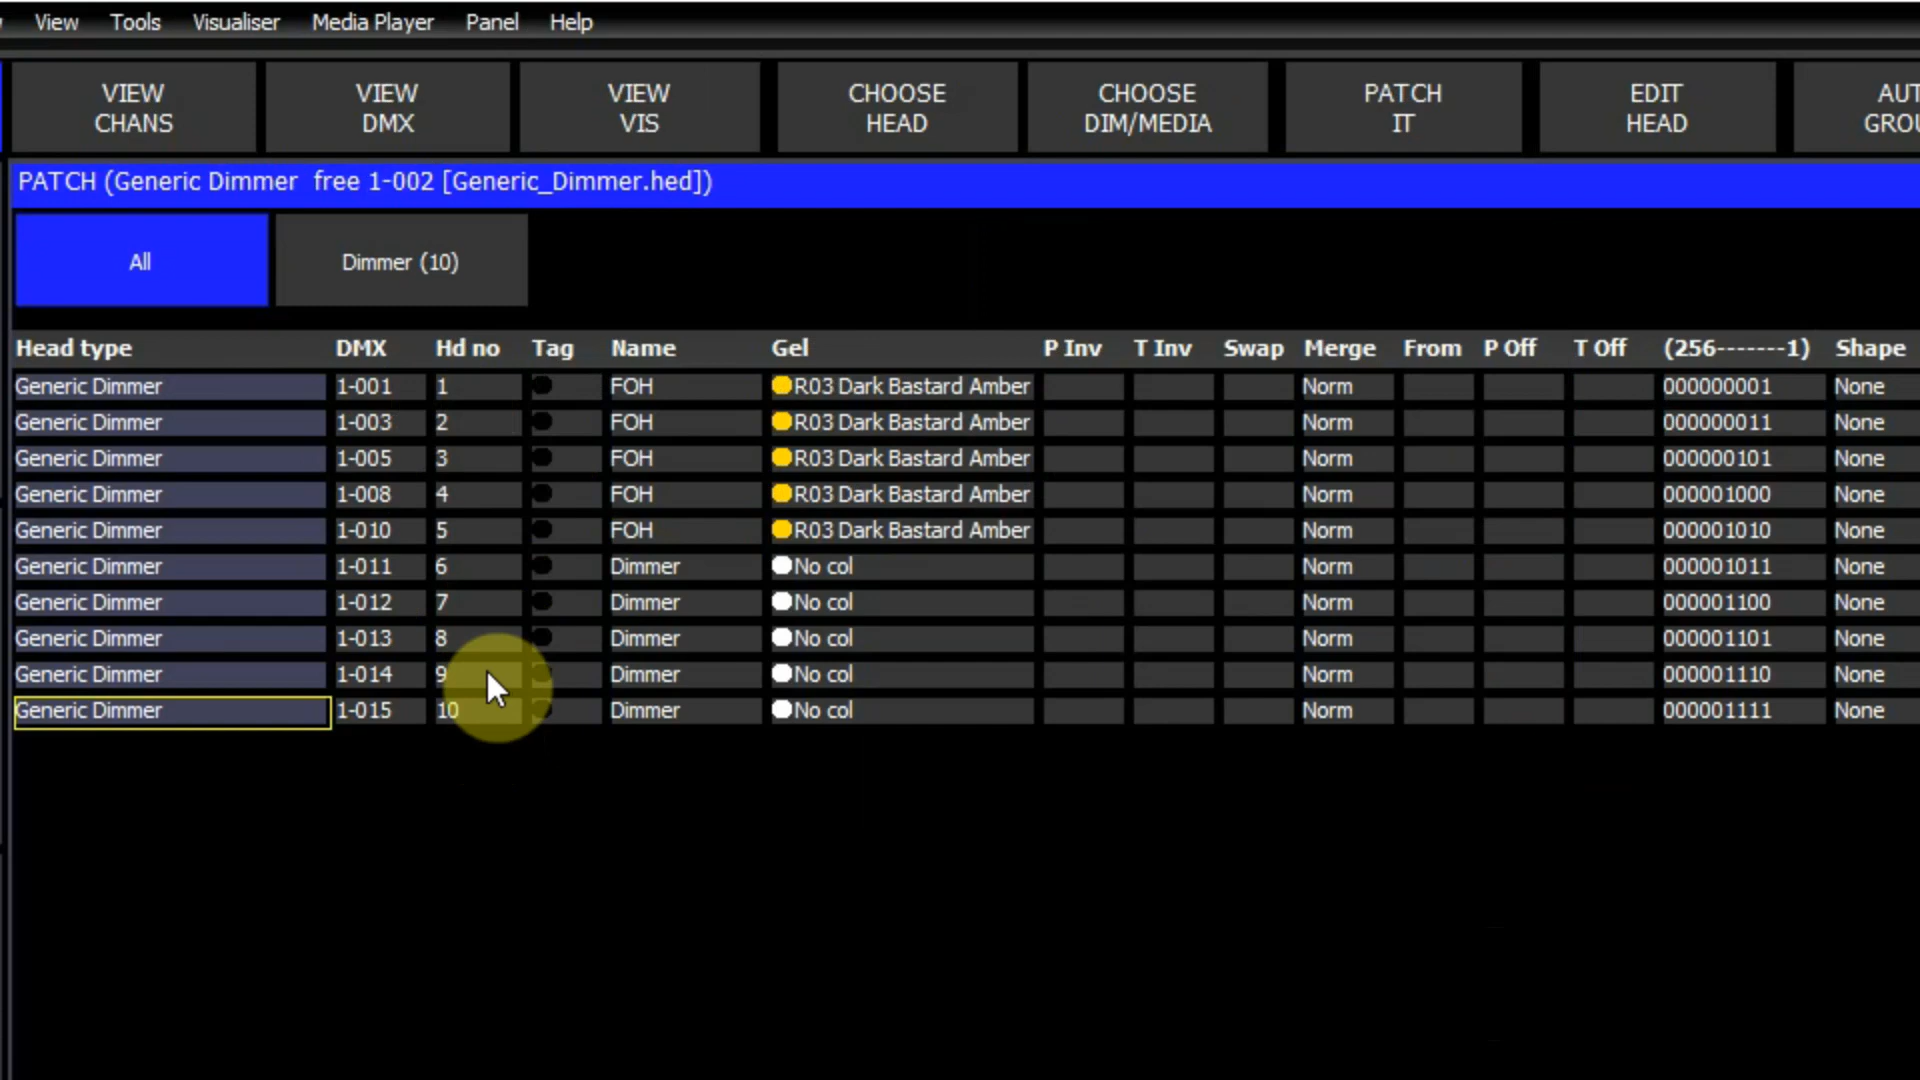 View Tools Visualiser Media Player Panel Help
VIEW CHANS
VIEW DMX
VIEW VIS
CHOOSE HEAD
CHOOSE DIM/MEDIA
PATCH IT
EDIT HEAD
AUT
GROU
PATCH (Generic Dimmer free 1-002 [Generic_Dimmer.hed])
All Dimmer (10)
Head type DMX Hd no Tag Name Gel P Inv T Inv Swap Merge From P Off T Off (256-------1) Shape
Generic Dimmer 1-001 1 FOH R03 Dark Bastard Amber Norm 000000001 None
Generic Dimmer 1-003 2 FOH R03 Dark Bastard Amber Norm 000000011 None
Generic Dimmer 1-005 3 FOH R03 Dark Bastard Amber Norm 000000101 None
Generic Dimmer 1-008 4 FOH R03 Dark Bastard Amber Norm 000001000 None
Generic Dimmer 1-010 5 FOH R03 Dark Bastard Amber Norm 000001010 None
Generic Dimmer 1-011 6 Dimmer No col Norm 000001011 None
Generic Dimmer 1-012 7 Dimmer No col Norm 000001100 None
Generic Dimmer 1-013 8 Dimmer No col Norm 000001101 None
Generic Dimmer 1-014 9 Dimmer No col Norm 000001110 None
Generic Dimmer 1-015 10 Dimmer No col Norm 000001111 None